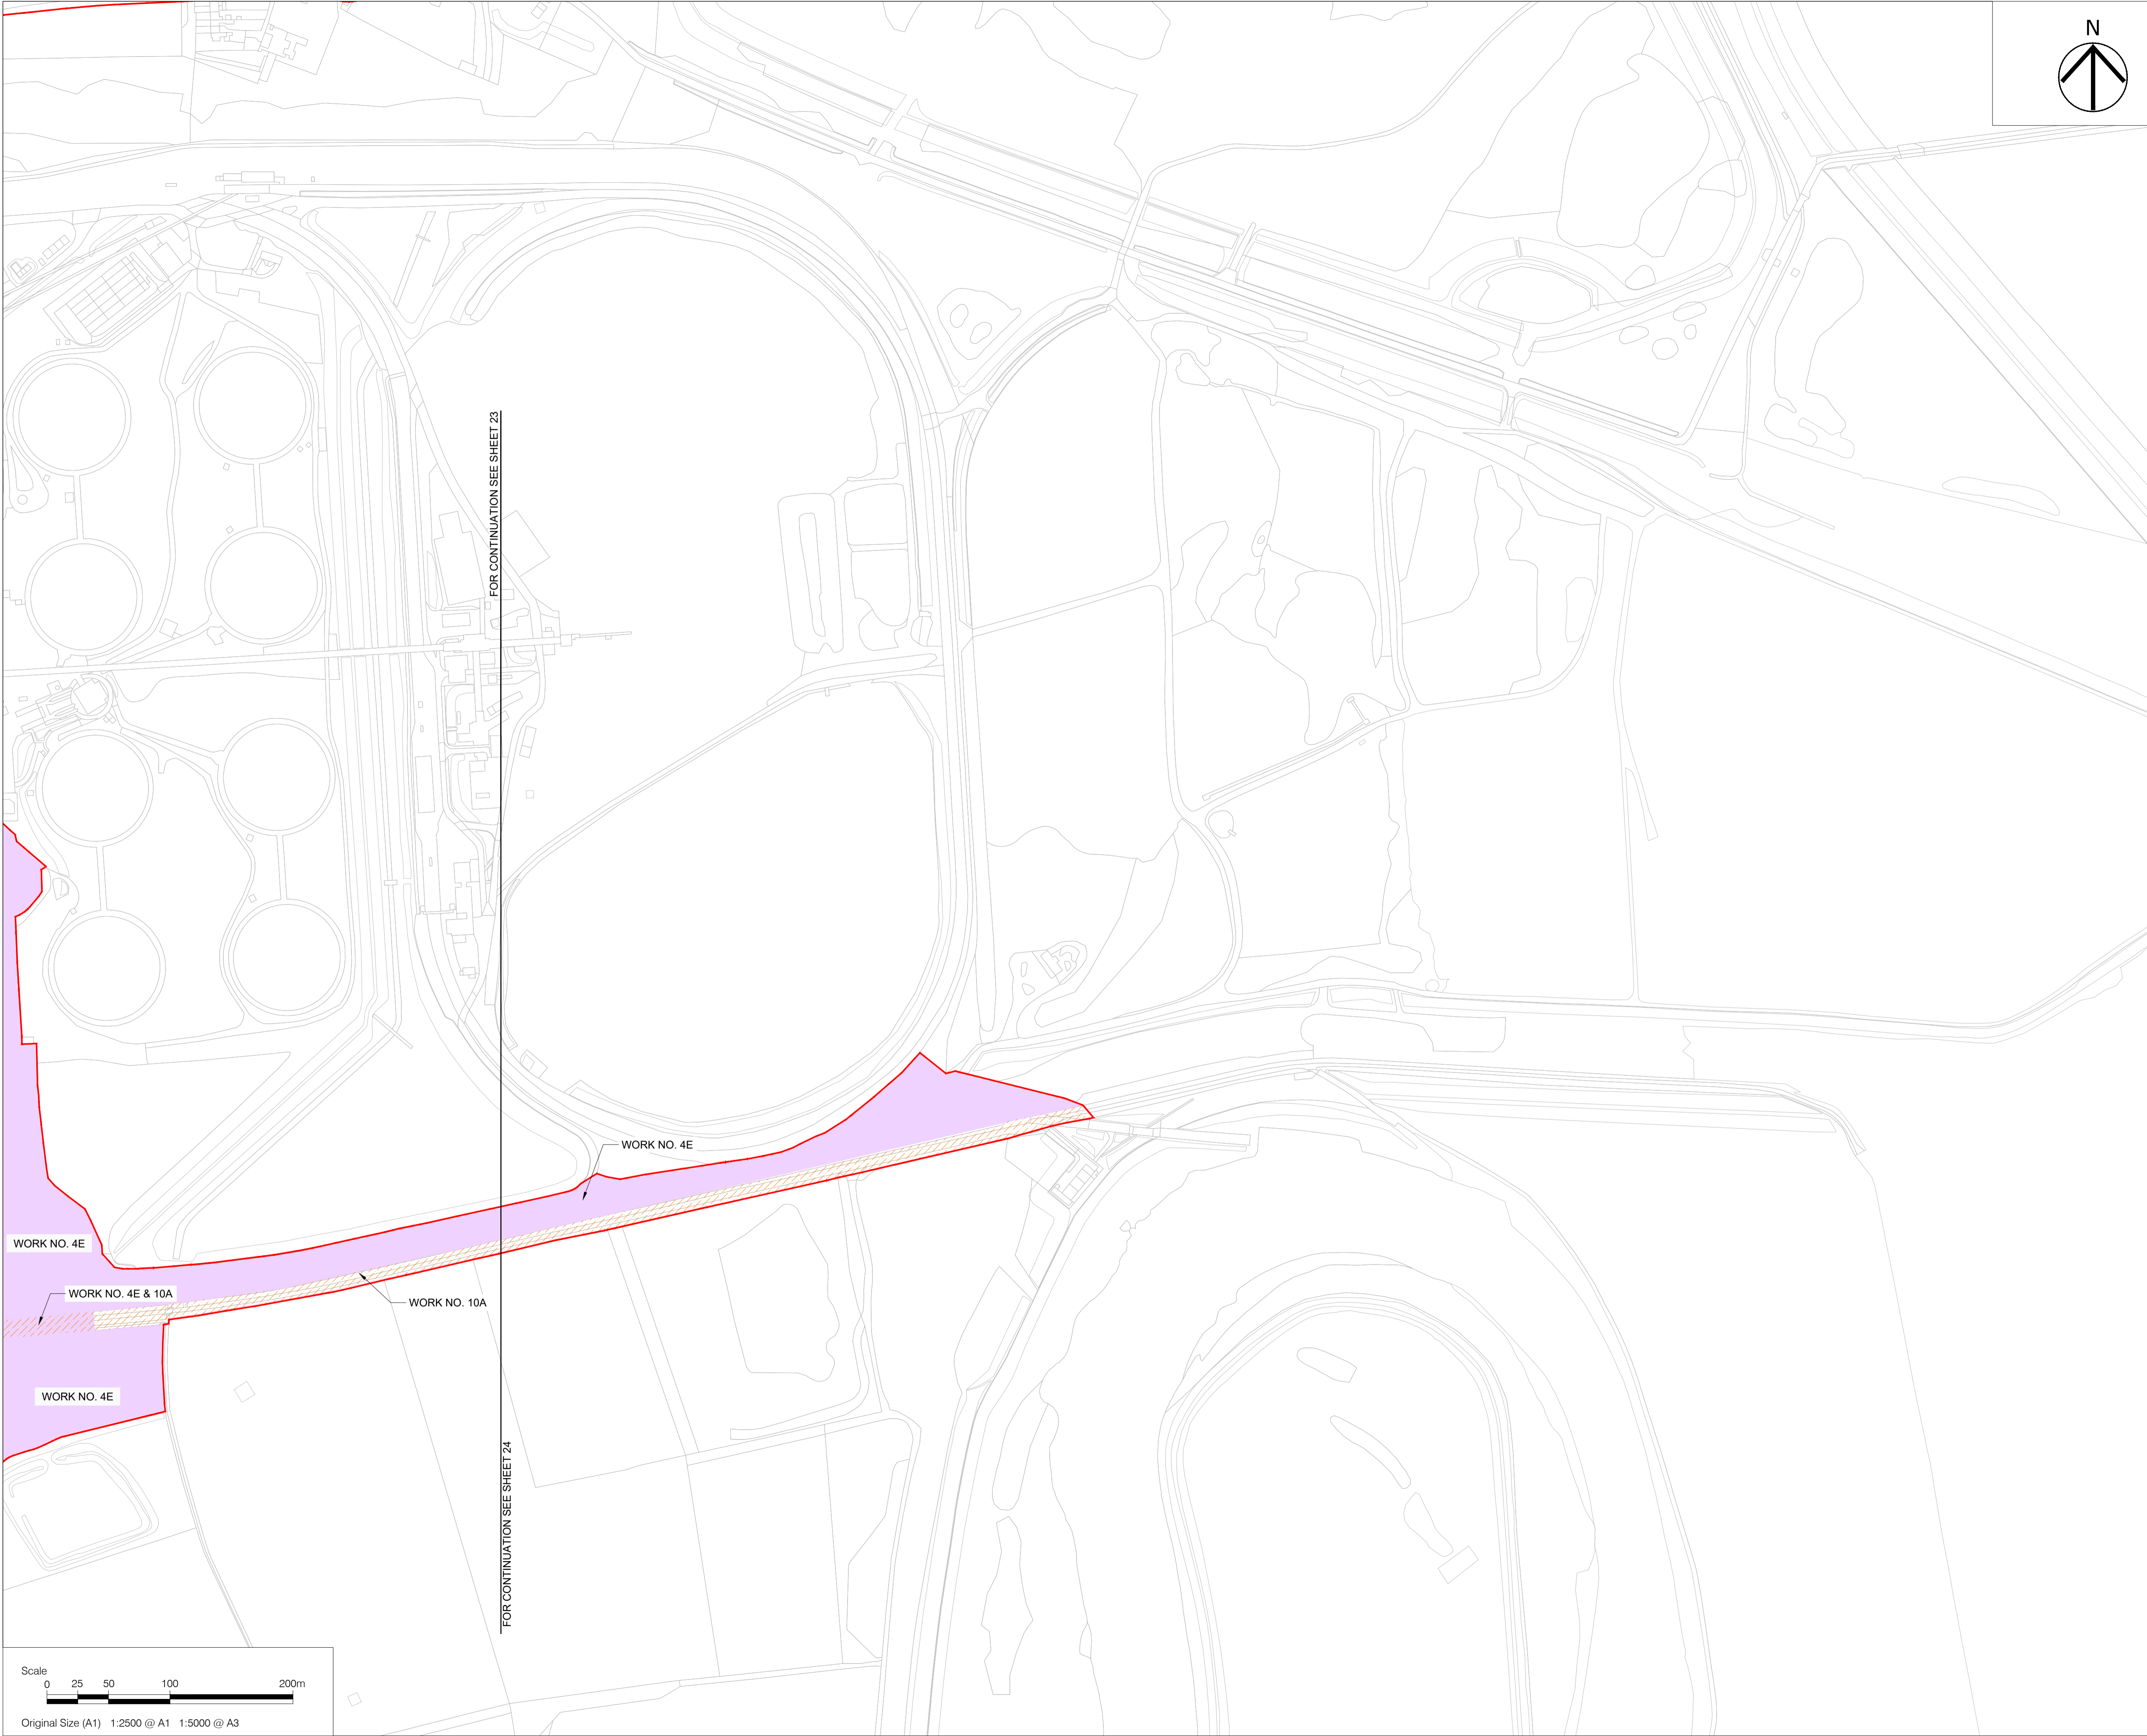 N
FOR CONTINUATION SEE SHEET 23
WORK NO. 4E
WORK NO. 4E
WORK NO. 4E & 10A
WORK NO. 10A
WORK NO. 4E
FOR CONTINUATION SEE SHEET 24
Scale
0 25 50 100 200m
Original Size (A1) 1:2500 @ A1 1:5000 @ A3